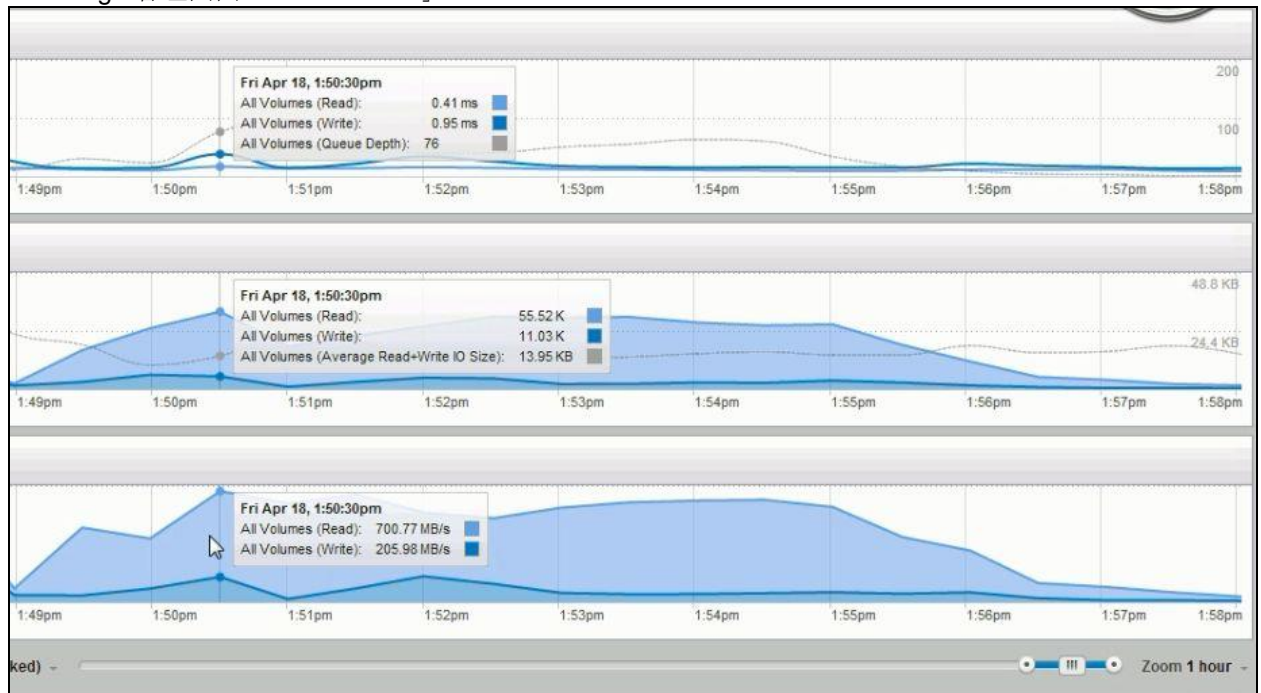 200
Fri Apr 18, 1:50:30pm
All Volumes (Read): 0.41 ms
All Volumes (Write): 0.95 ms
All Volumes (Queue Depth): 76
100
1:49pm 1:50pm 1:51pm 1:52pm 1:53pm 1:54pm 1:55pm 1:56pm 1:57pm 1:58pm
48.8 KB
Fri Apr 18, 1:50:30pm
All Volumes (Read): 55.52 K
All Volumes (Write): 11.03 K
All Volumes (Average Read+Write IO Size): 13.95 KB
24.4 KB
1:49pm 1:50pm 1:51pm 1:52pm 1:53pm 1:54pm 1:55pm 1:56pm 1:57pm 1:58pm
Fri Apr 18, 1:50:30pm
All Volumes (Read): 700.77 MB/s
All Volumes (Write): 205.98 MB/s
1:49pm 1:50pm 1:51pm 1:52pm 1:53pm 1:54pm 1:55pm 1:56pm 1:57pm 1:58pm
ked) Zoom 1 hour